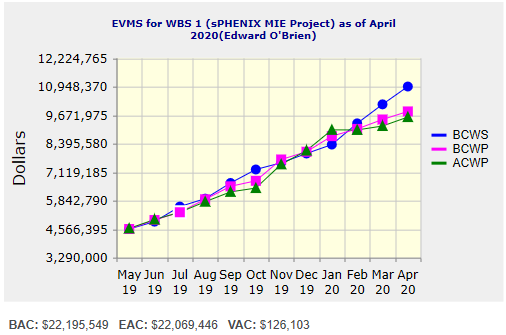 EVMS for WBS 1 (sPHENIX MIE Project) as of April
2020(Edward O'Brien)
12,224,765
10,948,370
9,671,975
8,395,580
7,119,185
5,842,790
4,566,395
3,290,000
Dollars
May Jun Jul Aug Sep Oct Nov Dec Jan Feb Mar Apr
19 19 19 19 19 19 19 19 20 20 20 20
BCWS
BCWP
ACWP
BAC: $22,195,549 EAC: $22,069,446 VAC: $126,103